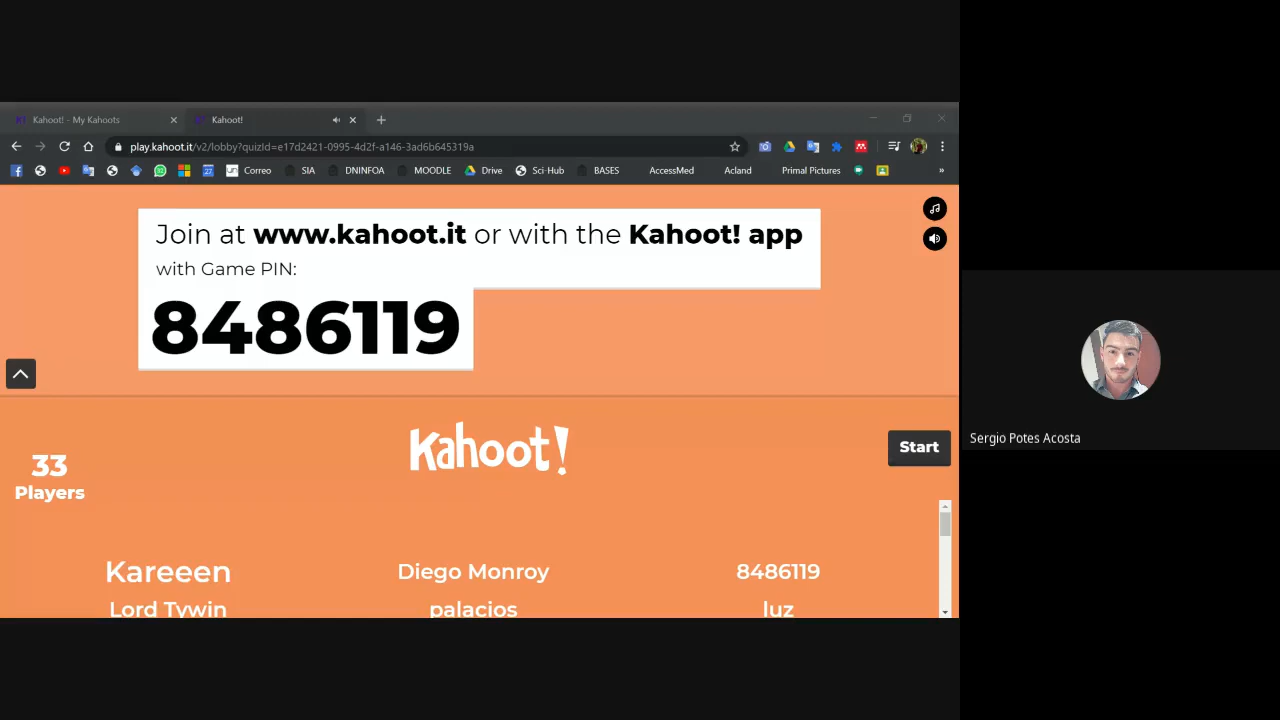 Kahoot! - My Kahoots
Kahoot!
play.kahoot.it/v2/lobby?quizId=e17d2421-0995-4d2f-a146-3ad6b645319a
Correo SIA DNINFOA MOODLE Drive Sci-Hub BASES AccessMed Acland Primal Pictures »
Join at www.kahoot.it or with the Kahoot! app
with Game PIN:
8486119
Kahoot!
Start
33
Players
Kareeen Diego Monroy 8486119
Lord Tywin palacios luz
Sergio Potes Acosta